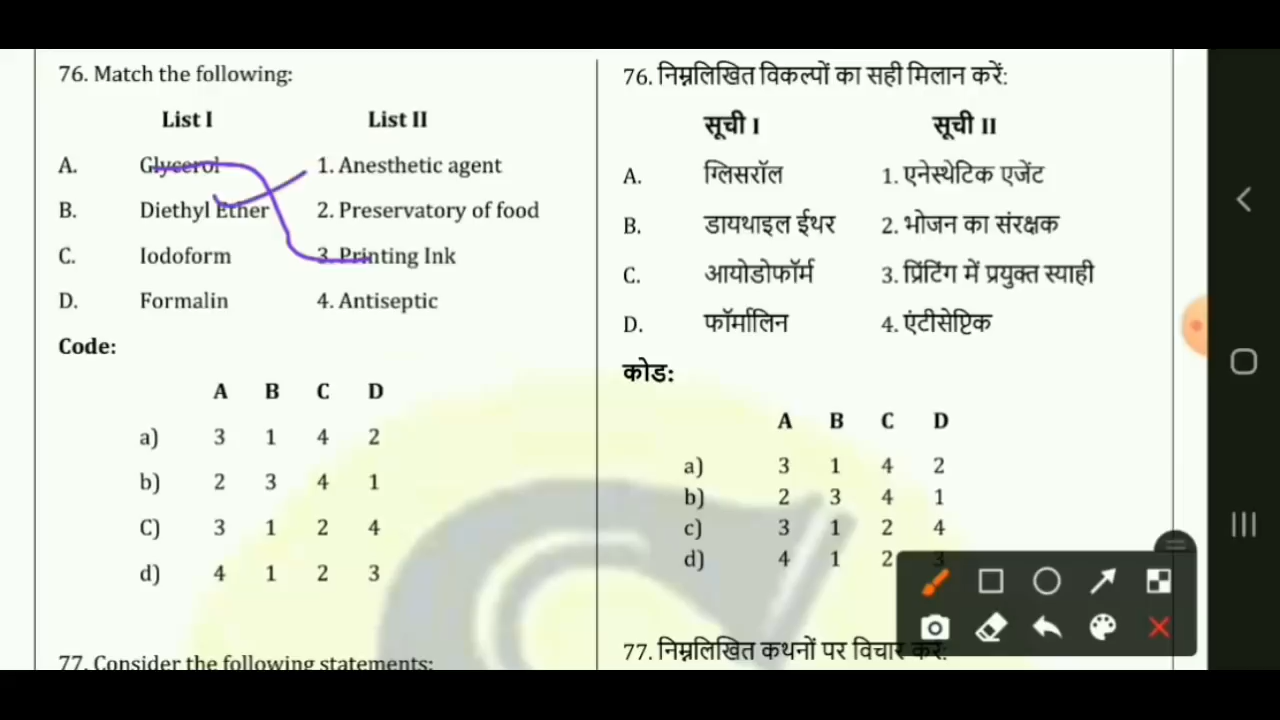 76. Match the following:
List I List II
A. Glycerol 1. Anesthetic agent
B. Diethyl Ether 2. Preservatory of food
C. Iodoform 3. Printing Ink
D. Formalin 4. Antiseptic
Code:
A B C D
a) 3 1 4 2
b) 2 3 4 1
C) 3 1 2 4
d) 4 1 2 3
77. Consider the following statements:
76. निम्नलिखित विकल्पों का सही मिलान करें:
सूची I सूची II
A. ग्लिसरॉल 1. एनेस्थेटिक एजेंट
B. डायथाइल ईथर 2. भोजन का संरक्षक
C. आयोडोफॉर्म 3. प्रिंटिंग में प्रयुक्त स्याही
D. फॉर्मालिन 4. एंटीसेप्टिक
कोड:
A B C D
a) 3 1 4 2
b) 2 3 4 1
c) 3 1 2 4
d) 4 1 2 3
77. निम्नलिखित कथनों पर विचार करें: